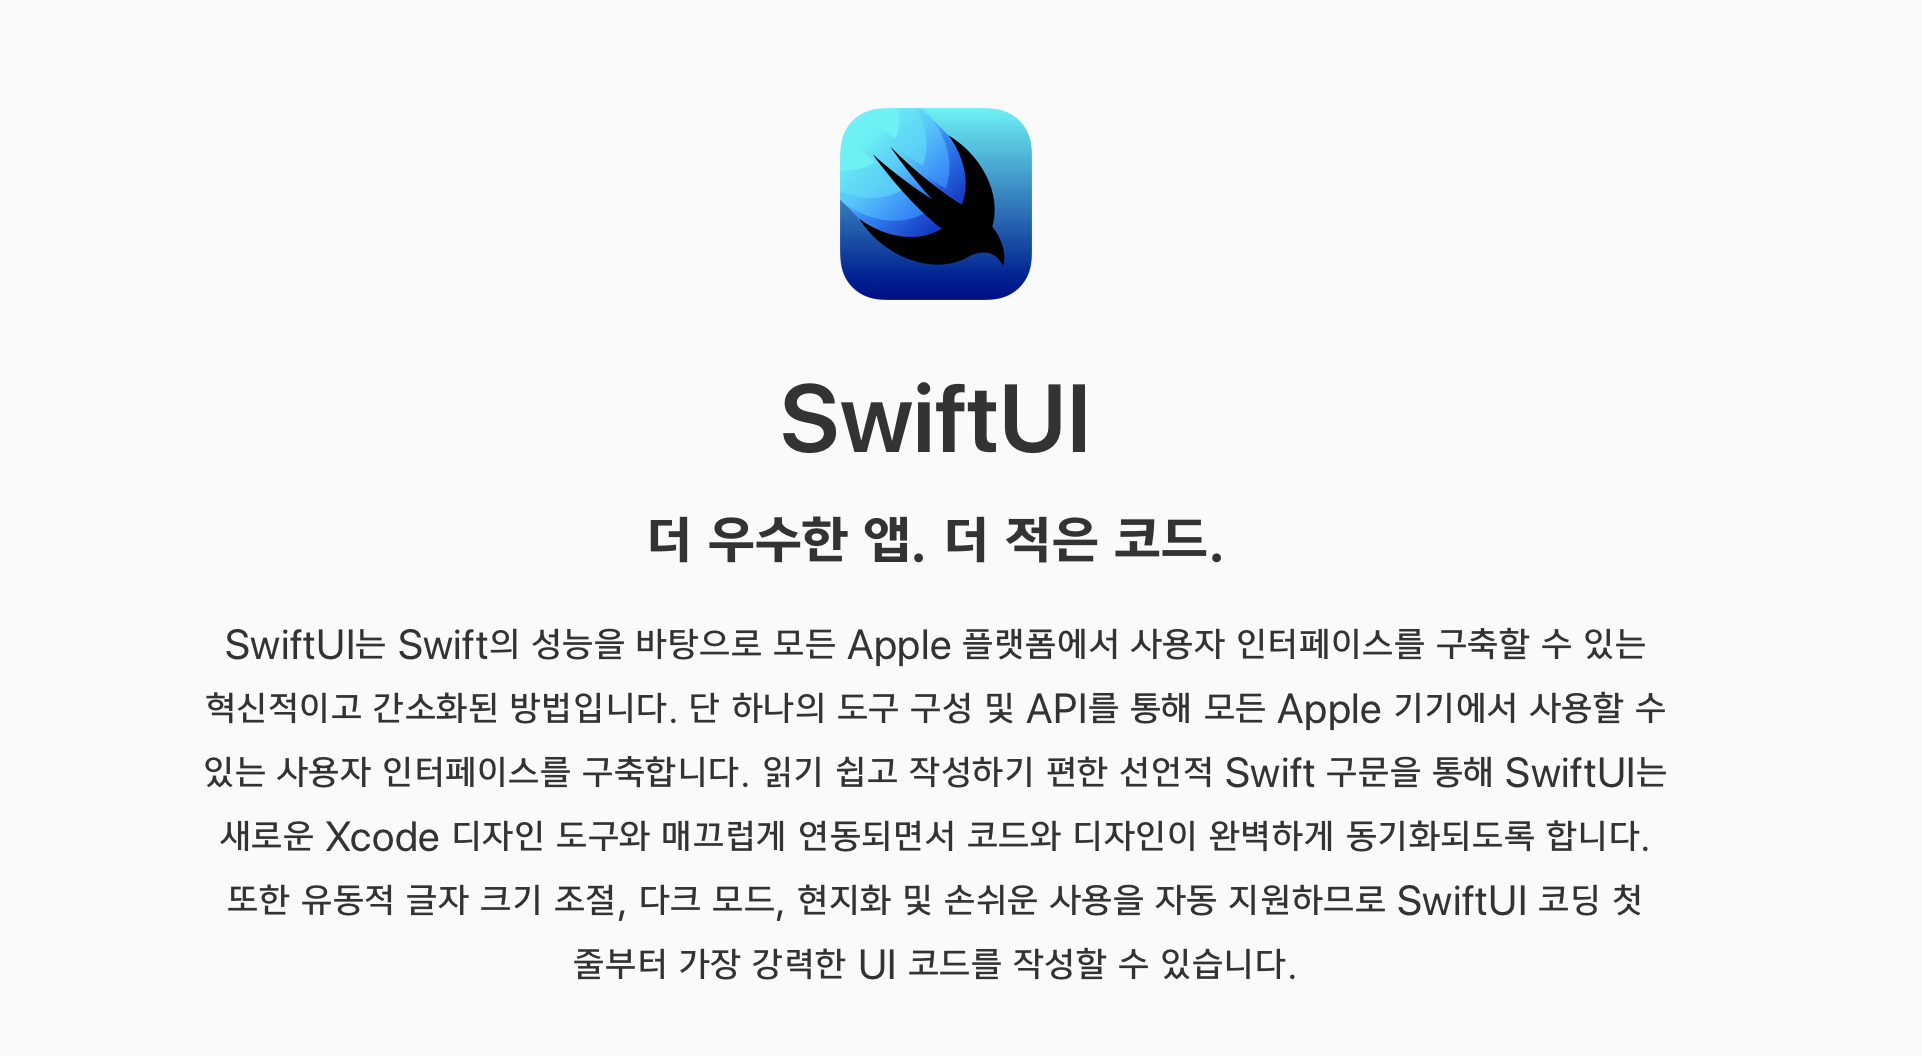 SwiftUI
더 우수한 앱. 더 적은 코드.
SwiftUI는 Swift의 성능을 바탕으로 모든 Apple 플랫폼에서 사용자 인터페이스를 구축할 수 있는
혁신적이고 간소화된 방법입니다. 단 하나의 도구 구성 및 API를 통해 모든 Apple 기기에서 사용할 수
있는 사용자 인터페이스를 구축합니다. 읽기 쉽고 작성하기 편한 선언적 Swift 구문을 통해 SwiftUI는
새로운 Xcode 디자인 도구와 매끄럽게 연동되면서 코드와 디자인이 완벽하게 동기화되도록 합니다.
또한 유동적 글자 크기 조절, 다크 모드, 현지화 및 손쉬운 사용을 자동 지원하므로 SwiftUI 코딩 첫
줄부터 가장 강력한 UI 코드를 작성할 수 있습니다.